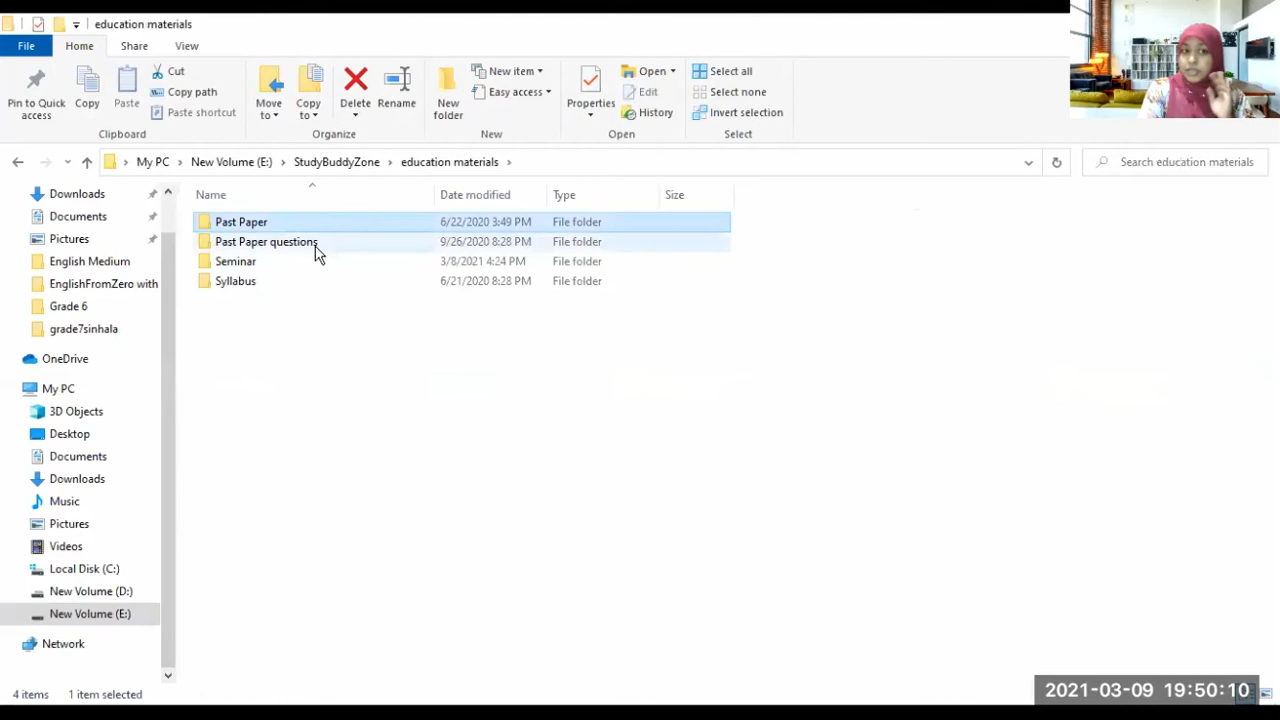 education materials
File Home Share View
Pin to Quick access
Copy
Paste
Cut
Copy path
Paste shortcut
Clipboard
Move to
Copy to
Delete
Rename
Organize
New folder
New item
Easy access
New
Properties
Open
Edit
History
Open
Select all
Select none
Invert selection
Select
My PC New Volume (E:) StudyBuddyZone education materials
Search education materials
Name Date modified Type Size
Past Paper 6/22/2020 3:49 PM File folder
Past Paper questions 9/26/2020 8:28 PM File folder
Seminar 3/8/2021 4:24 PM File folder
Syllabus 6/21/2020 8:28 PM File folder
Downloads
Documents
Pictures
English Medium
EnglishFromZero with
Grade 6
grade7sinhala
OneDrive
My PC
3D Objects
Desktop
Documents
Downloads
Music
Pictures
Videos
Local Disk (C:)
New Volume (D:)
New Volume (E:)
Network
4 items 1 item selected
2021-03-09 19:50:10